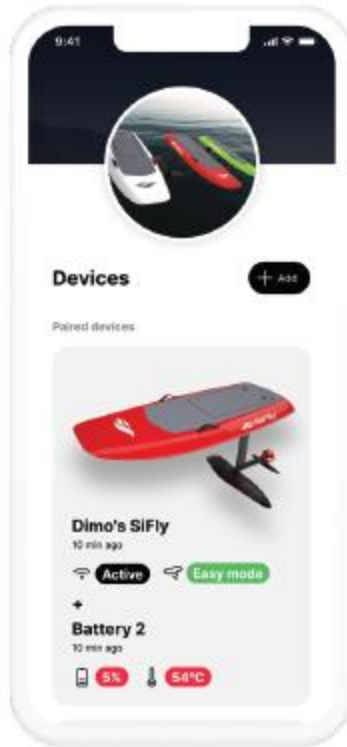 9:41
Devices
+ Add
Paired devices
SiFly
Dimo's SiFly
10 min ago
Active Easy mode
+
Battery 2
10 min ago
5% 54°C